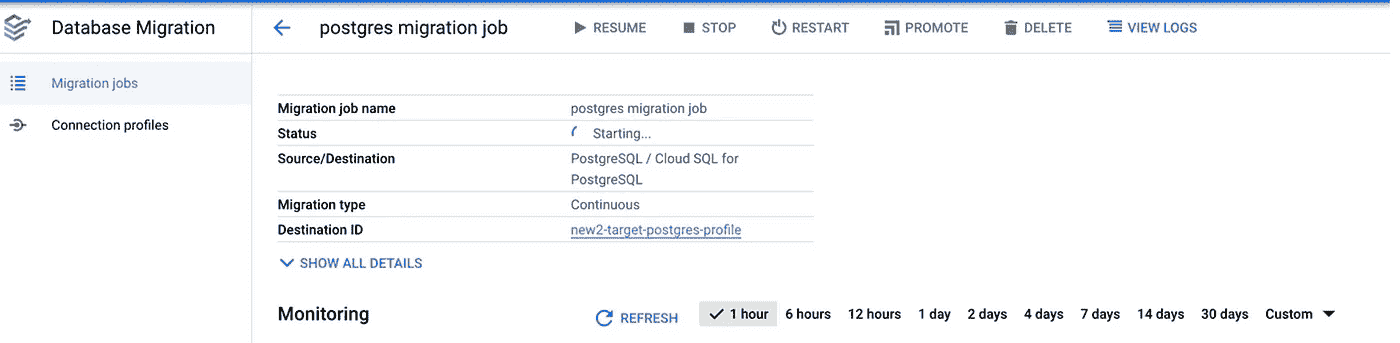 Database Migration
postgres migration job
RESUME STOP RESTART PROMOTE DELETE VIEW LOGS
Migration jobs
Connection profiles
Migration job name postgres migration job
Status Starting...
Source/Destination PostgreSQL / Cloud SQL for
PostgreSQL
Migration type Continuous
Destination ID new2-target-postgres-profile
SHOW ALL DETAILS
Monitoring REFRESH 1 hour 6 hours 12 hours 1 day 2 days 4 days 7 days 14 days 30 days Custom